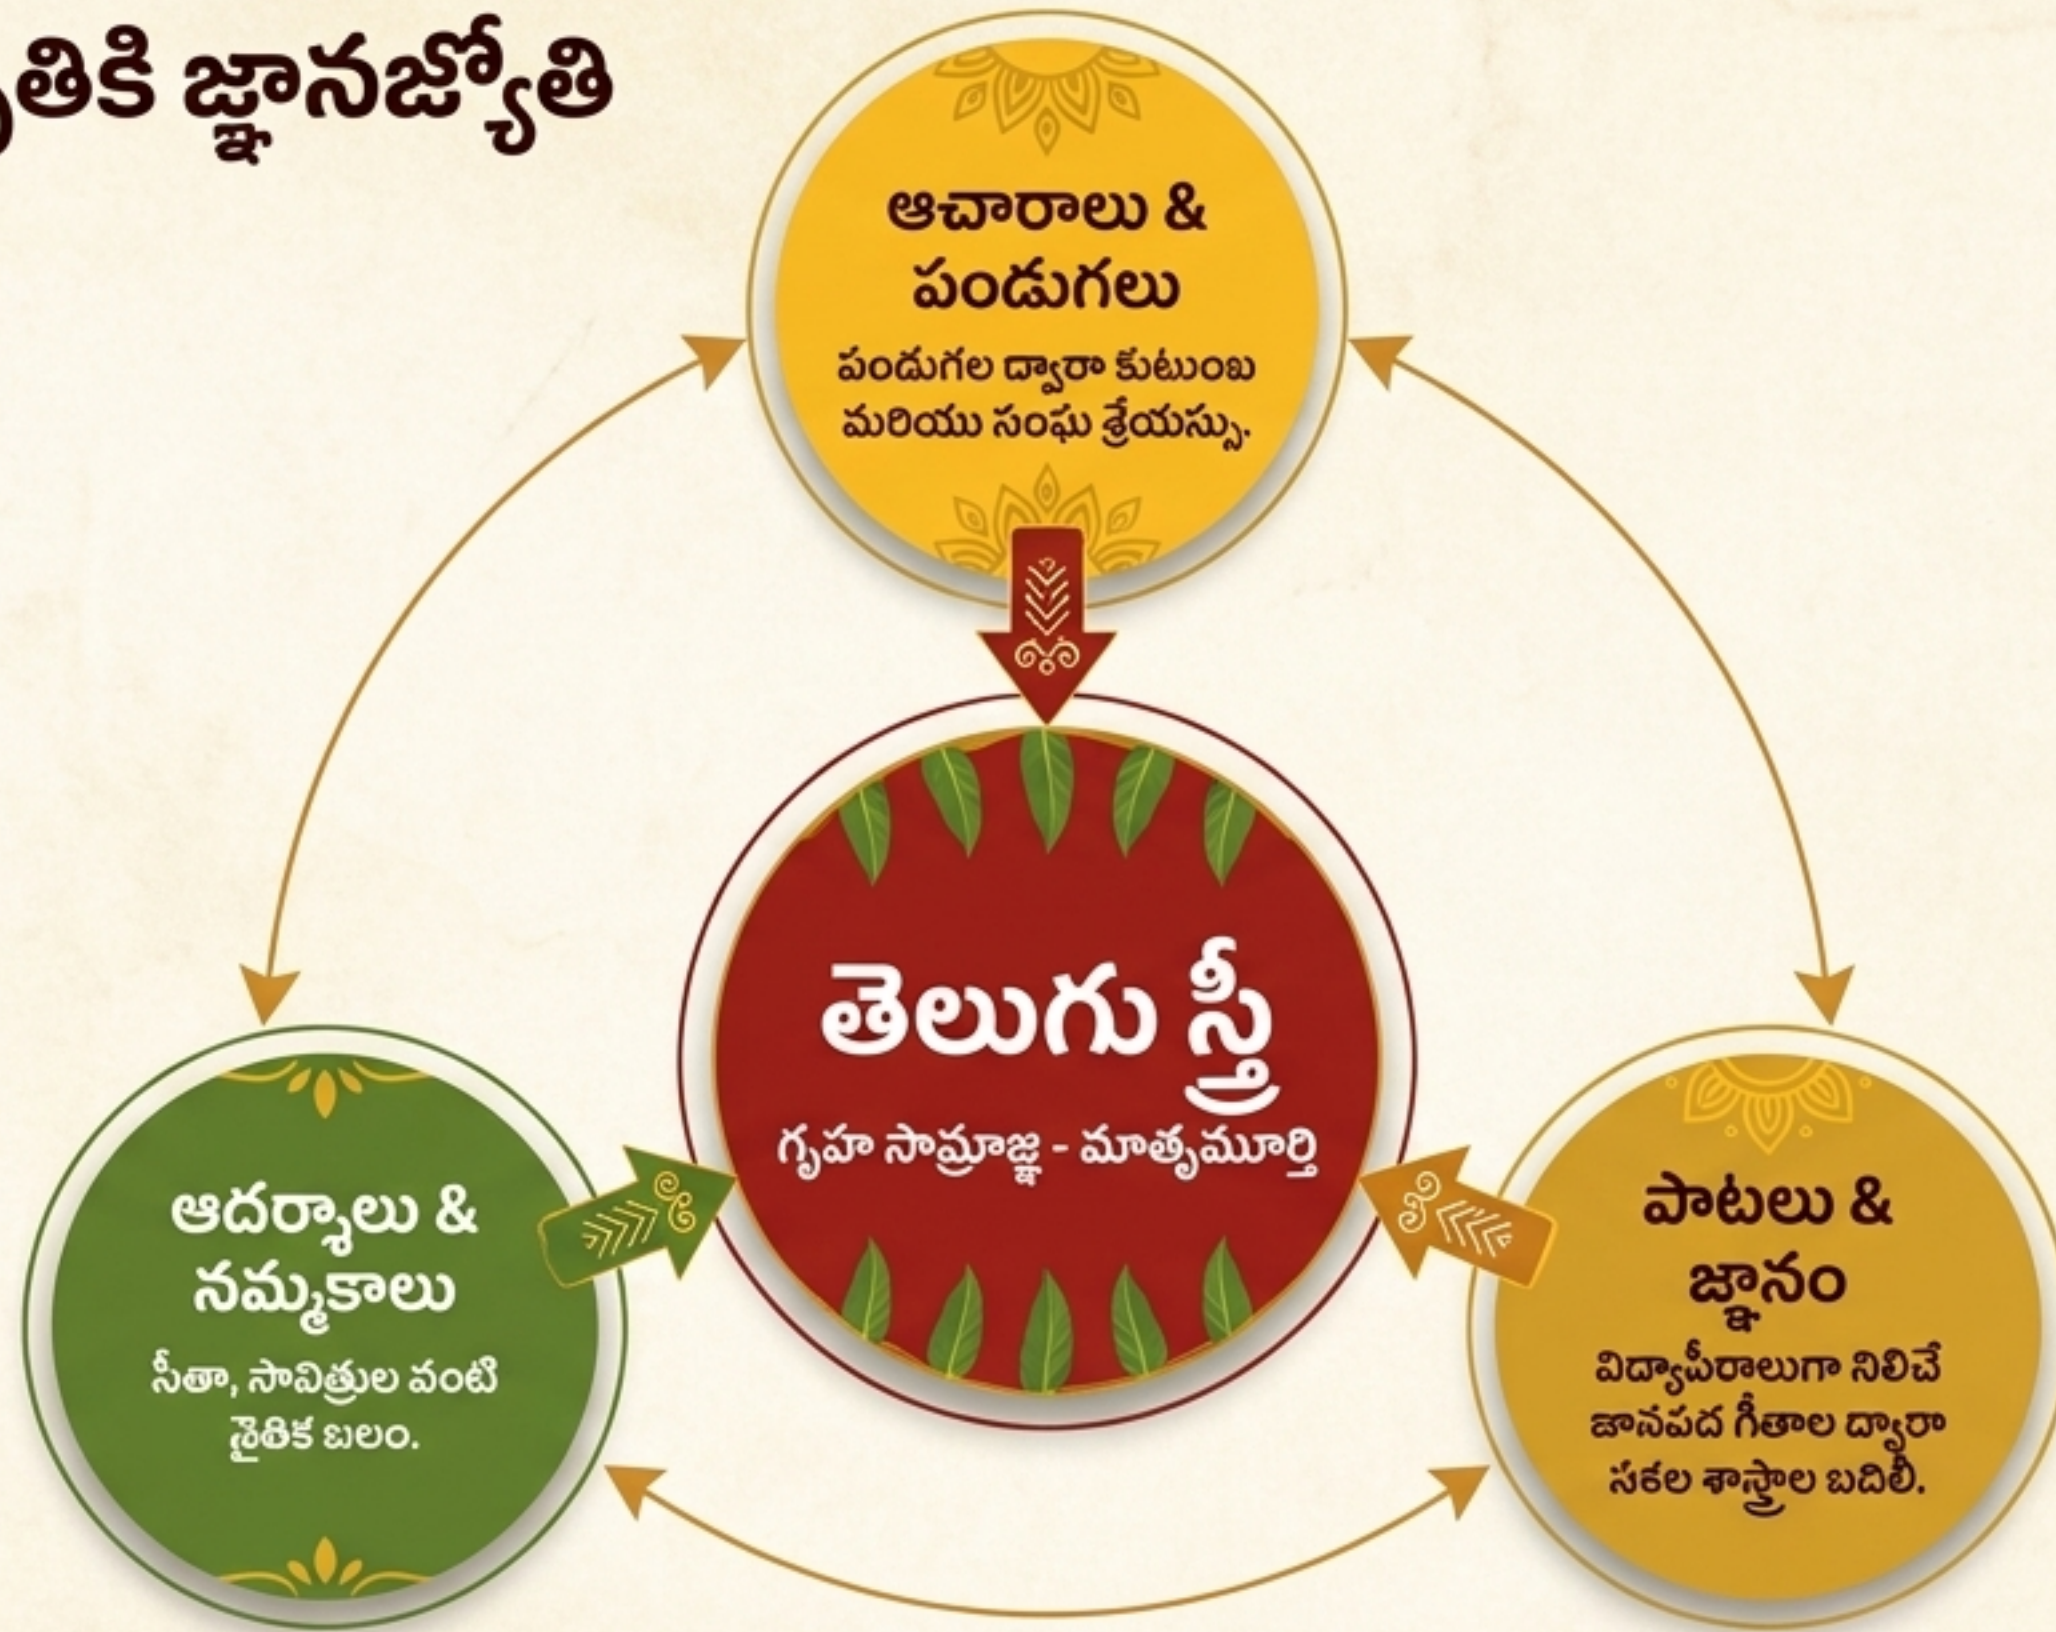 తికి జ్ఞానజ్యోతి
ఆచారాలు &
పండుగలు
పండుగల ద్వారా కుటుంఖ
మరియు సంఘ శ్రేయస్సు.
తెలుగు స్త్రీ
గృహ సామ్రాజ్ఞ - మాతృమూర్తి
ఆదర్శాలు &
నమ్మకాలు
సీతా, సావిత్రుల వంటి
నైతిక బలం.
పాటలు &
జ్ఞానం
విద్యాపీఠాలుగా నిలిచే
జానపద గీతాల ద్వారా
సకల శాస్త్రాల బదిలీ.